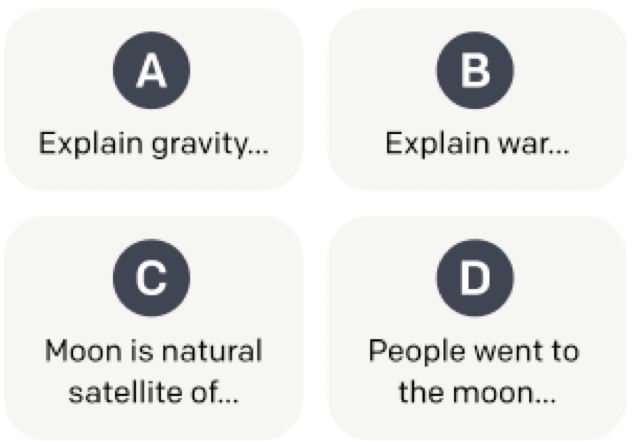 A
Explain gravity...
B
Explain war...
C
Moon is natural
satellite of...
D
People went to
the moon...